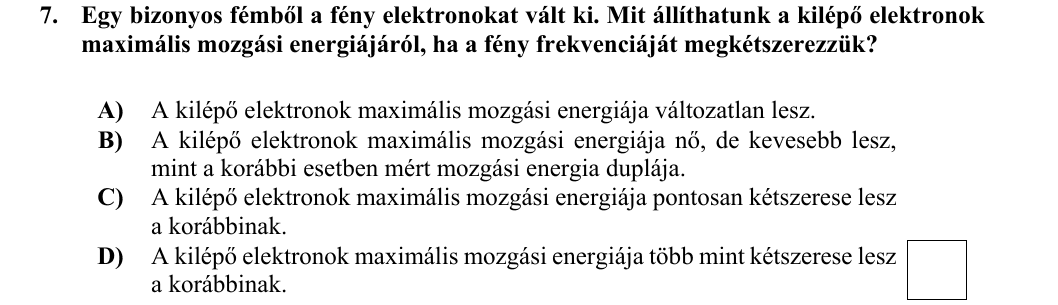 7. Egy bizonyos fémből a fény elektronokat vált ki. Mit állíthatunk a kilépő elektronok
maximális mozgási energiájáról, ha a fény frekvenciáját megkétszerezzük?
A) A kilépő elektronok maximális mozgási energiája változatlan lesz.
B) A kilépő elektronok maximális mozgási energiája nő, de kevesebb lesz,
mint a korábbi esetben mért mozgási energia duplája.
C) A kilépő elektronok maximális mozgási energiája pontosan kétszerese lesz
a korábbinak.
D) A kilépő elektronok maximális mozgási energiája több mint kétszerese lesz
a korábbinak.